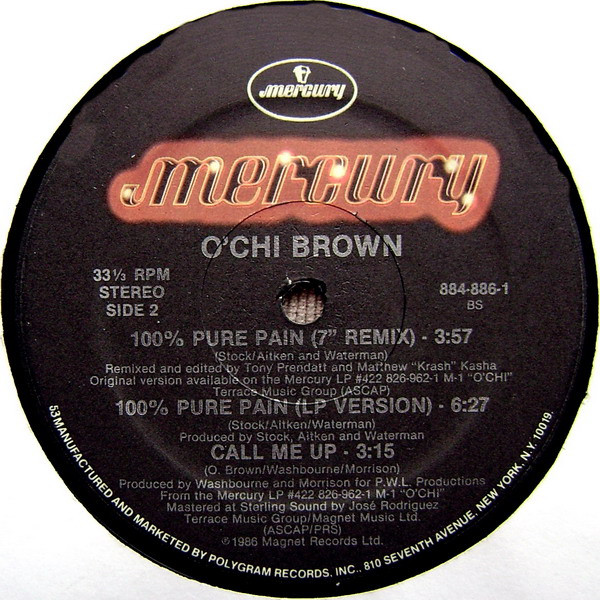 mercury
mercury
O'CHI BROWN
33⅓ RPM
STEREO
SIDE 2
884-886-1
BS
100% PURE PAIN (7" REMIX) - 3:57
(Stock/Aitken and Waterman)
Remixed and edited by Tony Prendatt and Matthew "Krash" Kasha
Original version available on the Mercury LP #422 826-962-1 M-1 "O'CHI"
Terrace Music Group (ASCAP)
100% PURE PAIN (LP VERSION) - 6:27
(Stock/Aitken/Waterman)
Produced by Stock, Aitken and Waterman
CALL ME UP - 3:15
(O. Brown/Washbourne/Morrison)
Produced by Washbourne and Morrison for P.W.L. Productions
From the Mercury LP #422 826-962-1 M-1 "O'CHI"
Mastered at Sterling Sound by José Rodriguez
Terrace Music Group/Magnet Music Ltd.
(ASCAP/PRS)
℗1986 Magnet Records Ltd.
53 MANUFACTURED AND MARKETED BY POLYGRAM RECORDS, INC., 810 SEVENTH AVENUE, NEW YORK, N.Y. 10019.